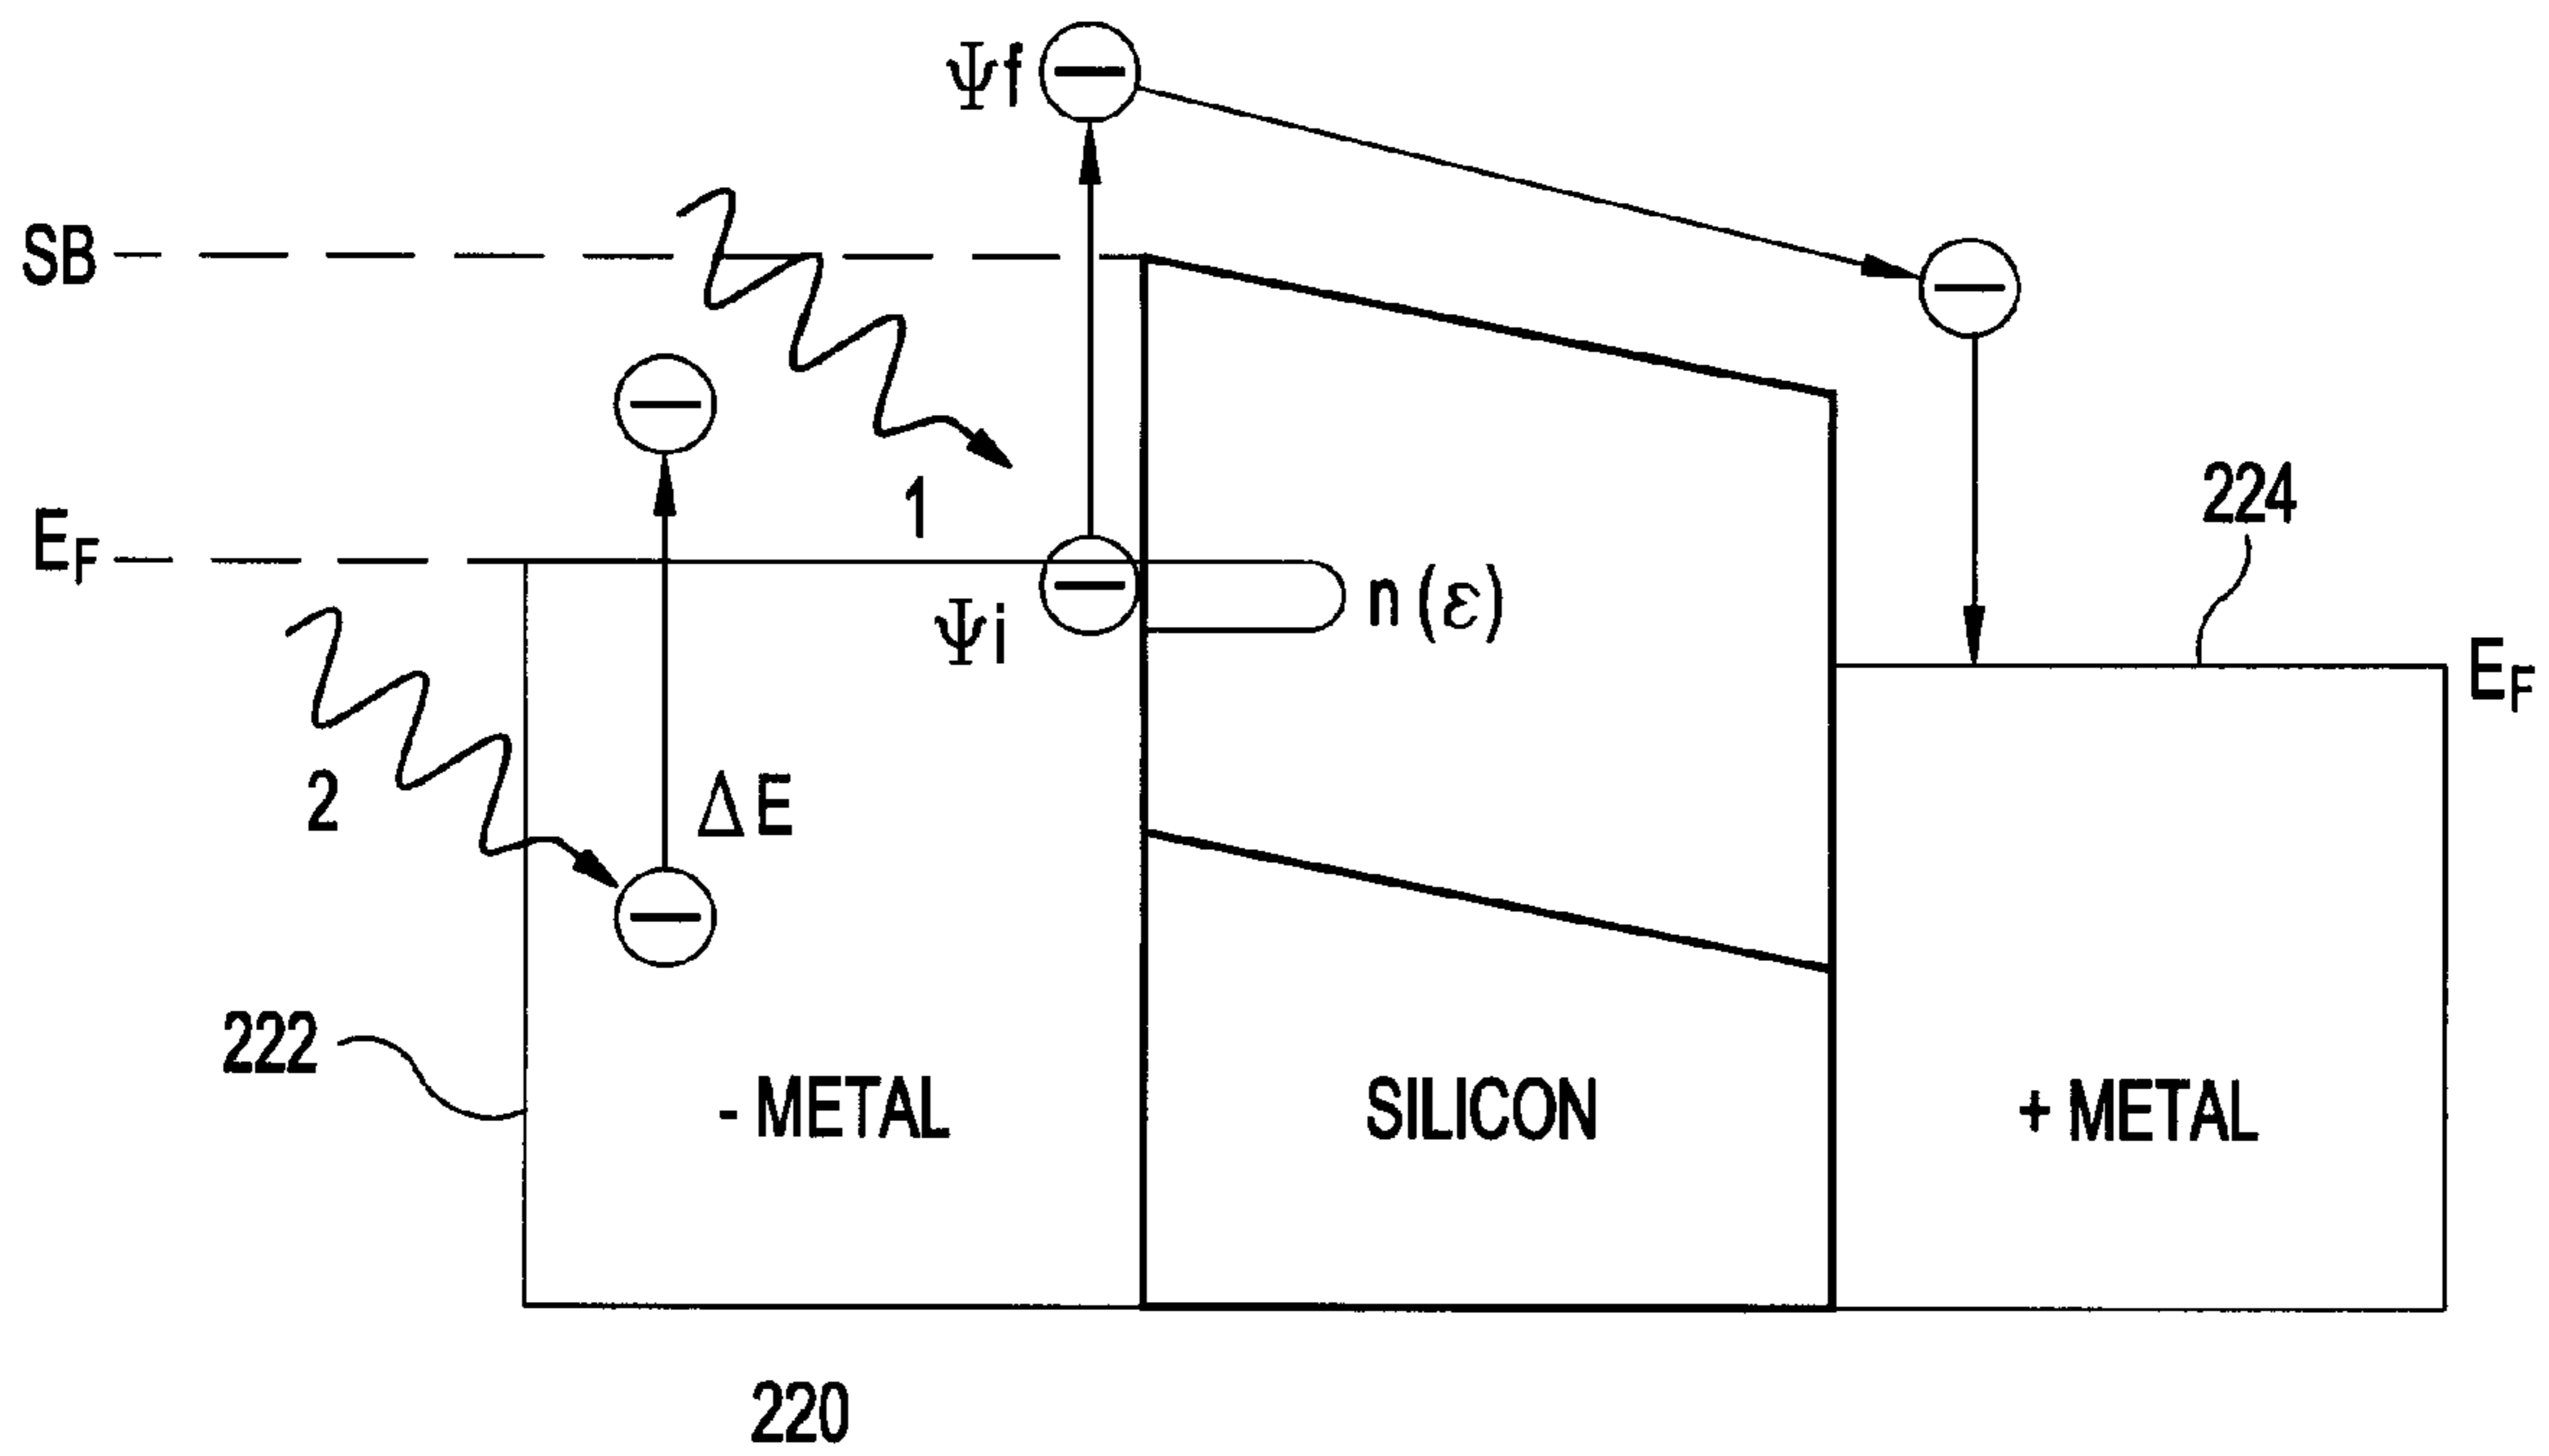 Ψf
SB
1
E_F
n (ε)
Ψi
224
E_F
2
ΔE
222
- METAL
SILICON
+ METAL
220